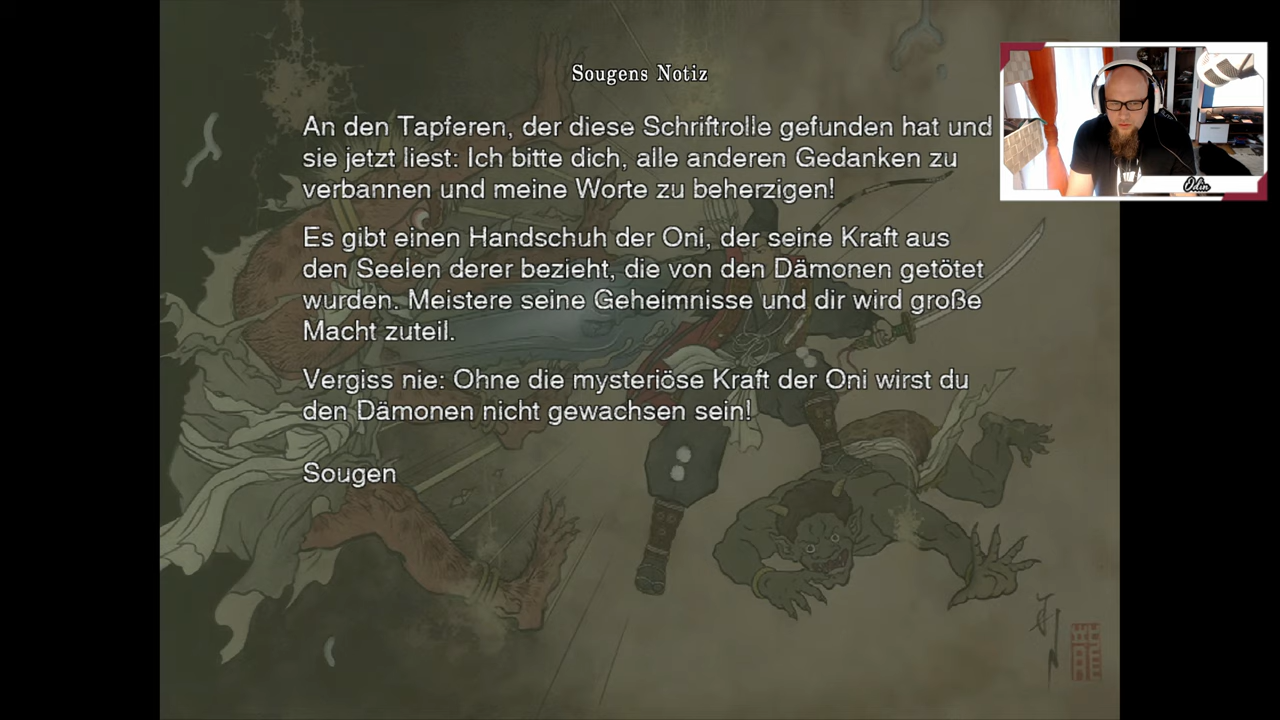 Sougens Notiz
An den Tapferen, der diese Schriftrolle gefunden hat und
sie jetzt liest: Ich bitte dich, alle anderen Gedanken zu
verbannen und meine Worte zu beherzigen!
Es gibt einen Handschuh der Oni, der seine Kraft aus
den Seelen derer bezieht, die von den Dämonen getötet
wurden. Meistere seine Geheimnisse und dir wird große
Macht zuteil.
Vergiss nie: Ohne die mysteriöse Kraft der Oni wirst du
den Dämonen nicht gewachsen sein!
Sougen
Odin